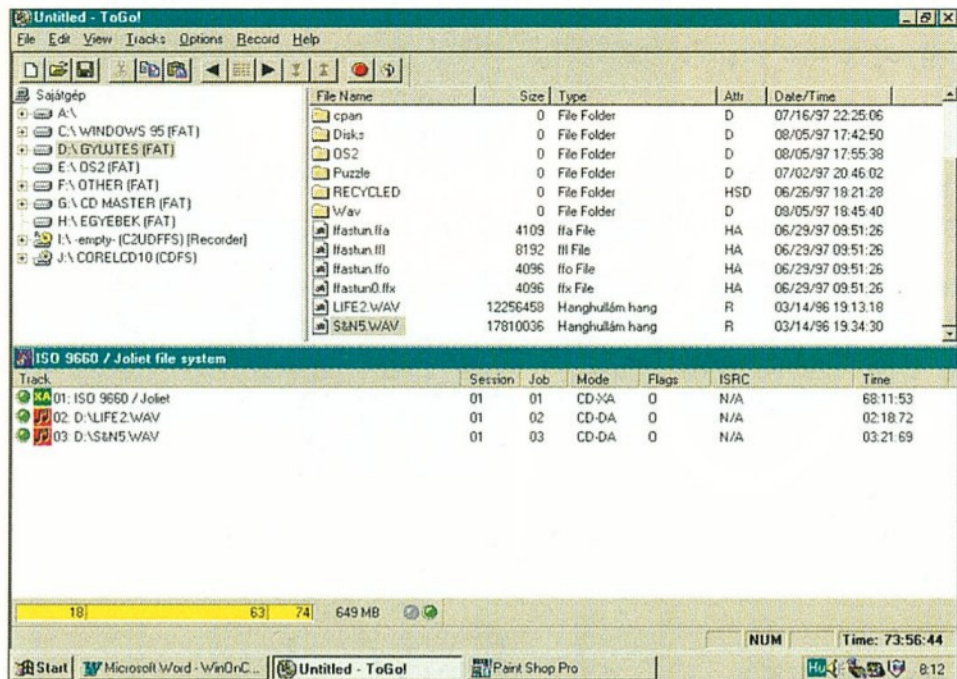 Untitled - ToGo!
File Edit View Tracks Options Record Help
Sajátgép
A:\
C:\ WINDOWS 95 (FAT)
D:\ GYUJTES (FAT)
E:\ OS2 (FAT)
F:\ OTHER (FAT)
G:\ CD MASTER (FAT)
H:\ EGYEBEK (FAT)
I:\ -empty- (C2UDFFS) [Recorder]
J:\ CORELCD10 (CDFS)
File Name Size Type Attr Date/Time
cpan 0 File Folder D 07/16/97 22:25:06
Disks 0 File Folder D 08/05/97 17:42:50
OS2 0 File Folder D 08/05/97 17:55:38
Puzzle 0 File Folder D 07/02/97 20:46:02
RECYCLED 0 File Folder HSD 06/26/97 18:21:28
Wav 0 File Folder D 08/05/97 18:45:40
ffastun.ffa 4109 ffa File HA 06/29/97 09:51:26
ffastun.ffl 8192 ffl File HA 06/29/97 09:51:26
ffastun.ffo 4096 ffo File HA 06/29/97 09:51:26
ffastun0.ffx 4096 ffx File HA 06/29/97 09:51:26
LIFE2.WAV 12256458 Hanghullám hang R 03/14/96 19:13:18
S&N5.WAV 17810036 Hanghullám hang R 03/14/96 19:34:30
ISO 9660 / Joliet file system
Track Session Job Mode Flags ISRC Time
XA 01: ISO 9660 / Joliet 01 01 CD-XA 0 N/A 68:11:53
02: D:\LIFE2.WAV 01 02 CD-DA 0 N/A 02:18:72
03: D:\S&N5.WAV 01 03 CD-DA 0 N/A 03:21:69
18 63 74 649 MB
NUM Time: 73:56:44
Start Microsoft Word - WinOnC... Untitled - ToGo! Paint Shop Pro Hu 8:12